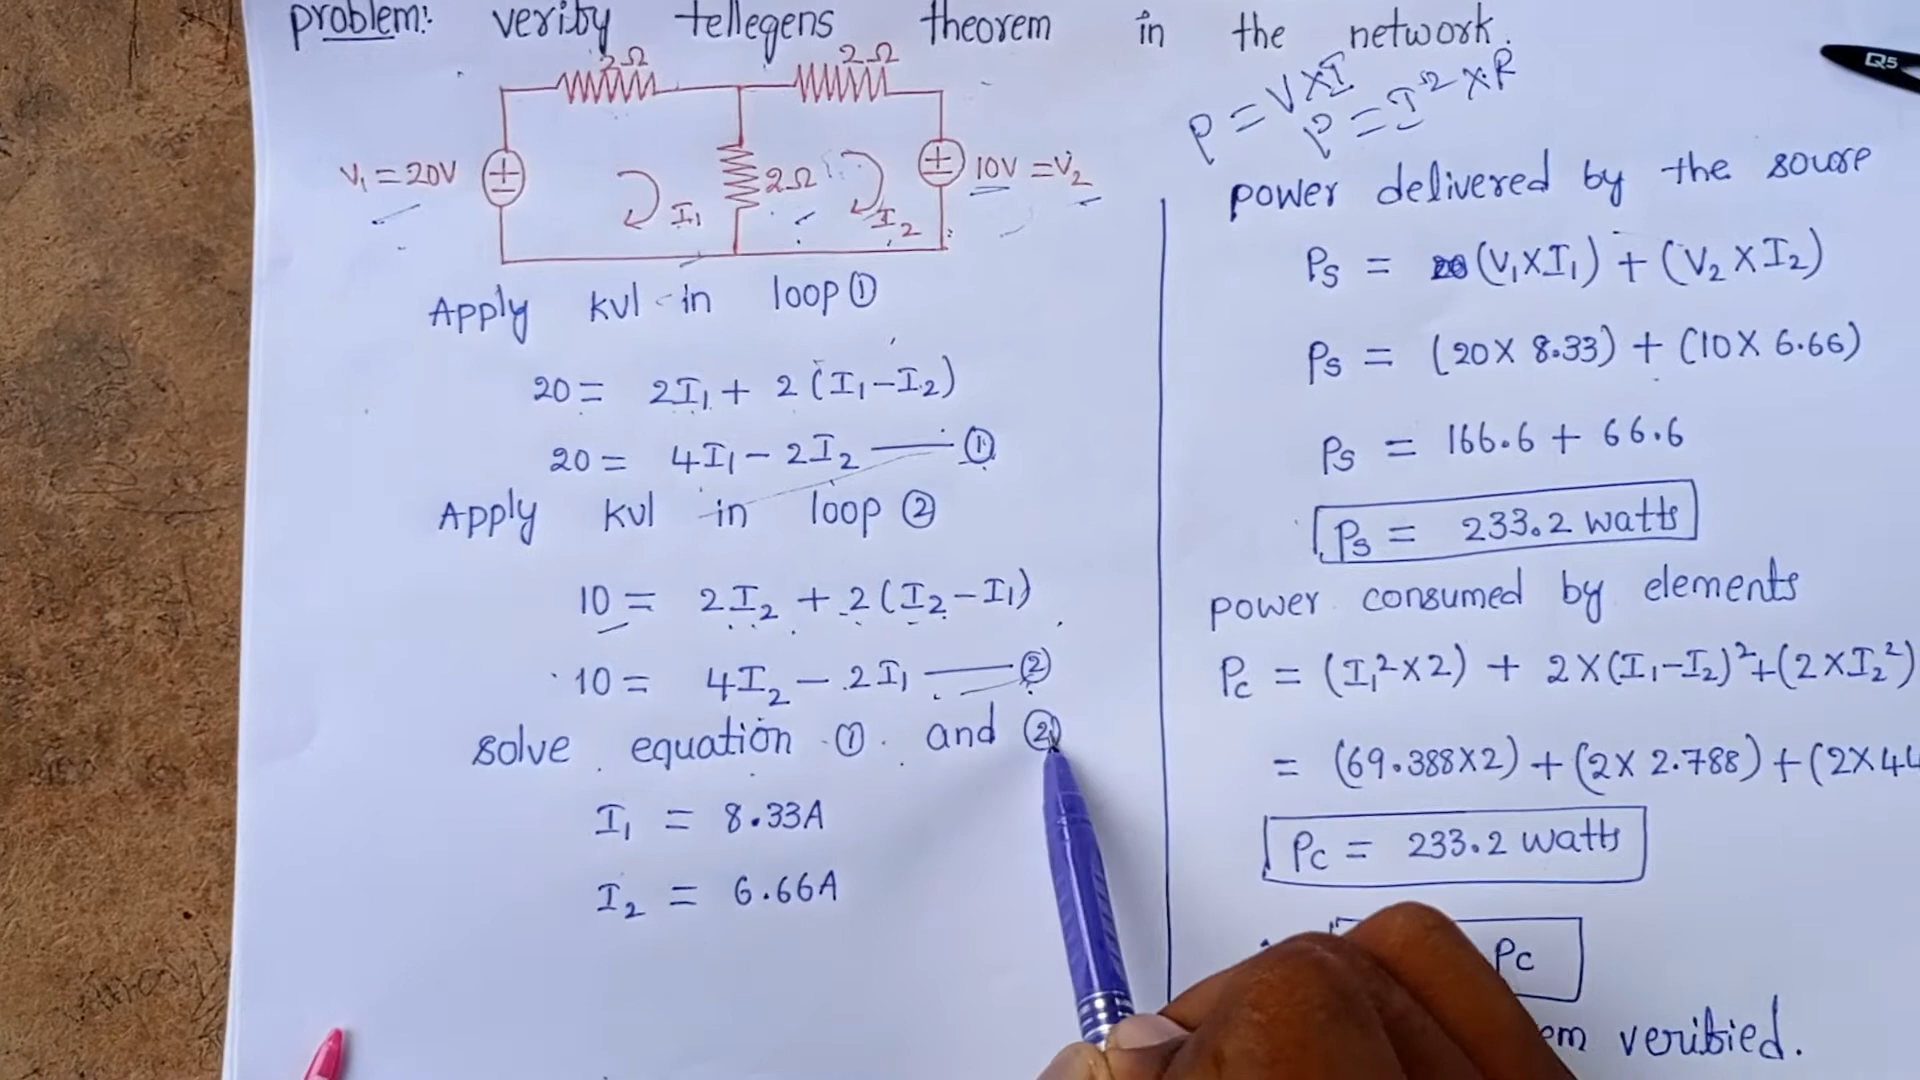 problem: verify tellegens theorem in the network.
2Ω 2Ω
V₁ = 20V
2Ω
10V = V₂
I₁
I₂
P = V×I
P = I² × R
Apply kvl in loop ①
20 = 2I₁ + 2(I₁-I₂)
20 = 4I₁ - 2I₂ —— ①
Apply kvl in loop ②
10 = 2I₂ + 2(I₂-I₁)
10 = 4I₂ - 2I₁ —— ②
solve equation ① and ②
I₁ = 8.33A
I₂ = 6.66A
power delivered by the sourse
Ps = (V₁×I₁) + (V₂×I₂)
Ps = (20×8.33) + (10×6.66)
Ps = 166.6 + 66.6
Ps = 233.2 watts
power consumed by elements
Pc = (I₁²×2) + 2×(I₁-I₂)²+(2×I₂²)
= (69.388×2) + (2×2.788) + (2×44
Pc = 233.2 watts
Pc
em verified.
Q5